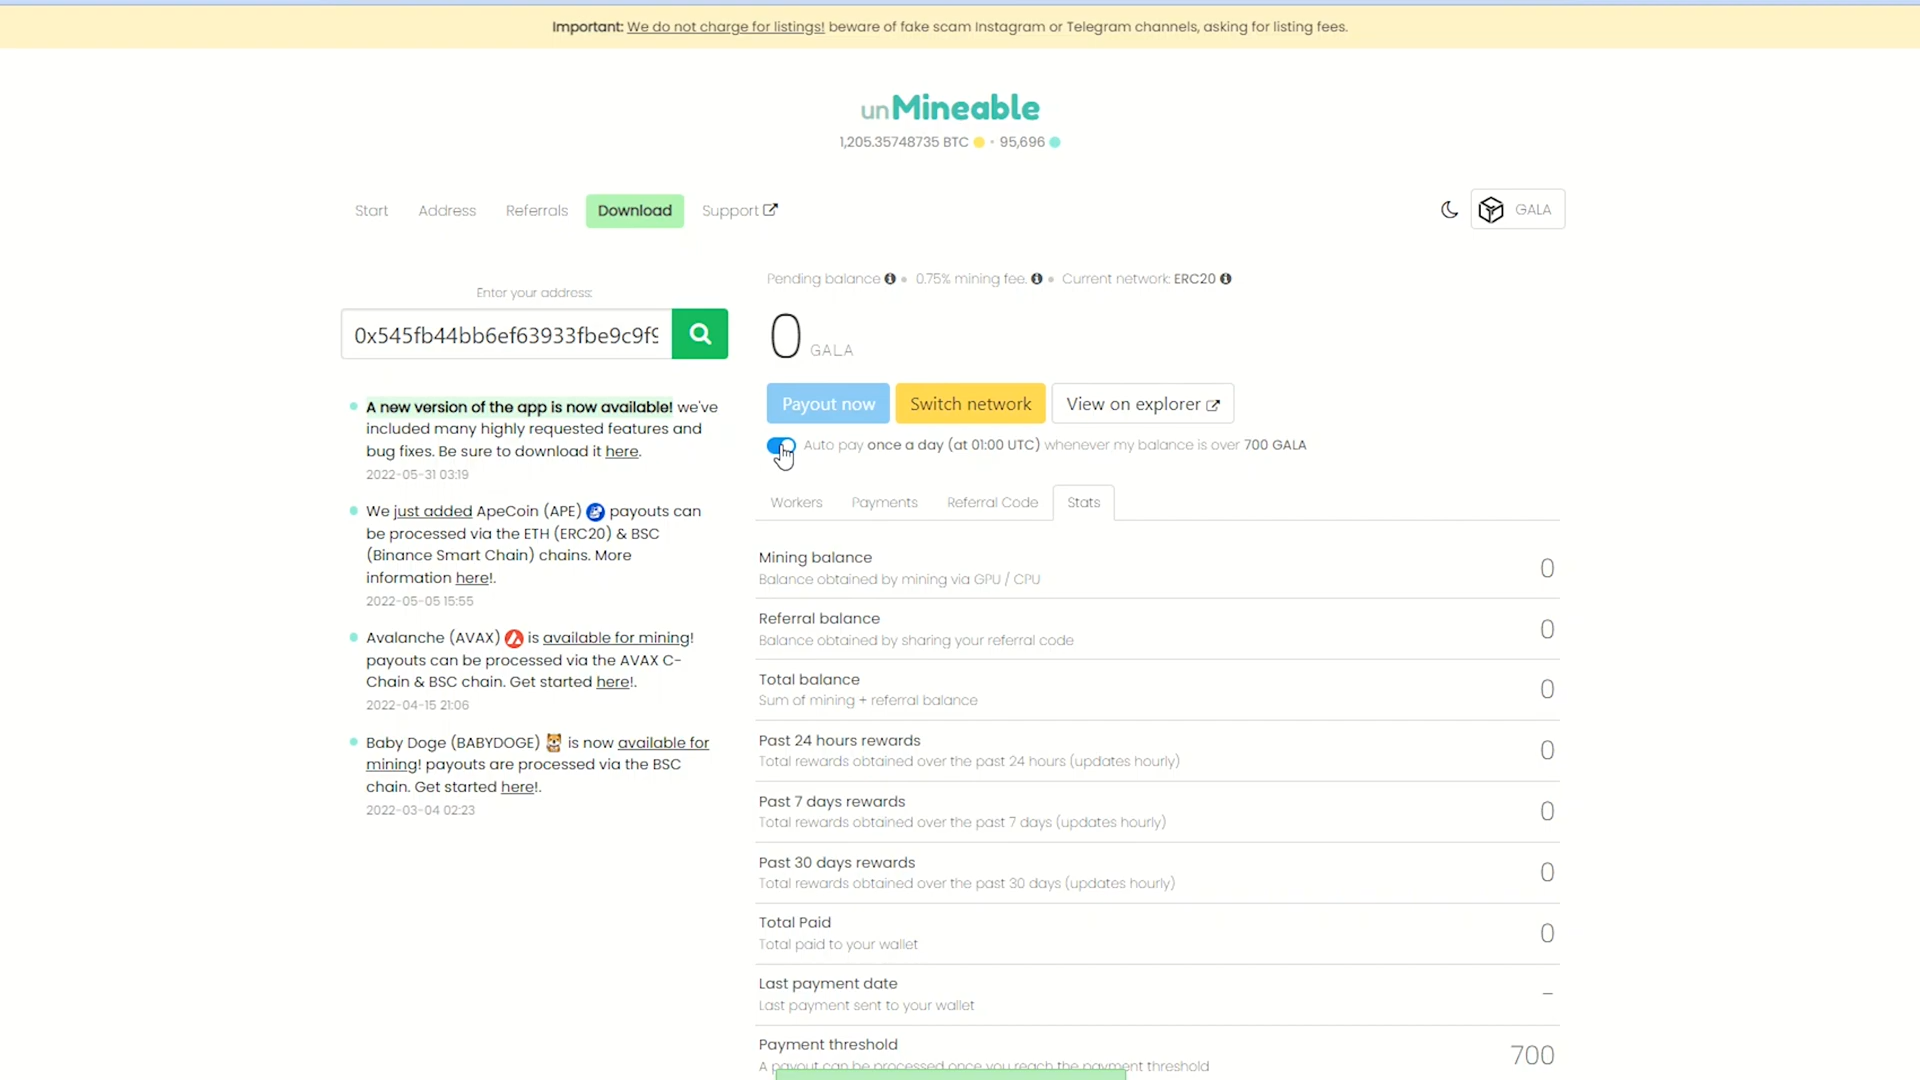 Important: We do not charge for listings! beware of fake scam Instagram or Telegram channels, asking for listing fees.
unMineable
1,205.35748735 BTC • 95,696
Start Address Referrals Download Support
GALA
Enter your address:
0x545fb44bb6ef63933fbe9c9f9
A new version of the app is now available! we've
included many highly requested features and
bug fixes. Be sure to download it here.
2022-05-31 03:19
We just added ApeCoin (APE) payouts can
be processed via the ETH (ERC20) & BSC
(Binance Smart Chain) chains. More
information here!.
2022-05-05 15:55
Avalanche (AVAX) is available for mining!
payouts can be processed via the AVAX C-
Chain & BSC chain. Get started here!.
2022-04-15 21:06
Baby Doge (BABYDOGE) is now available for
mining! payouts are processed via the BSC
chain. Get started here!.
2022-03-04 02:23
Pending balance • 0.75% mining fee. • Current network: ERC20
0 GALA
Payout now Switch network View on explorer
Auto pay once a day (at 01:00 UTC) whenever my balance is over 700 GALA
Workers Payments Referral Code Stats
Mining balance
Balance obtained by mining via GPU / CPU
0
Referral balance
Balance obtained by sharing your referral code
0
Total balance
Sum of mining + referral balance
0
Past 24 hours rewards
Total rewards obtained over the past 24 hours (updates hourly)
0
Past 7 days rewards
Total rewards obtained over the past 7 days (updates hourly)
0
Past 30 days rewards
Total rewards obtained over the past 30 days (updates hourly)
0
Total Paid
Total paid to your wallet
0
Last payment date
Last payment sent to your wallet
–
Payment threshold
A payout can be processed once you reach the payment threshold
700